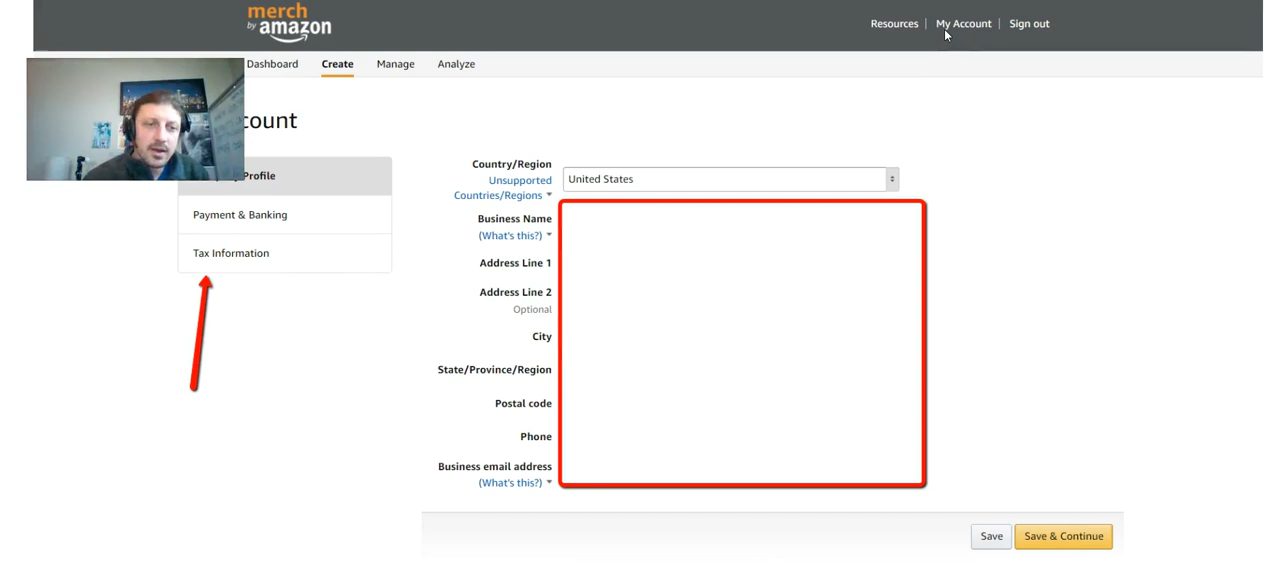 merch
by amazon
Resources
My Account
Sign out
Dashboard
Create
Manage
Analyze
Profile
Payment & Banking
Tax Information
Country/Region
Unsupported
Countries/Regions
United States
Business Name
(What's this?)
Address Line 1
Address Line 2
Optional
City
State/Province/Region
Postal code
Phone
Business email address
(What's this?)
Save
Save & Continue